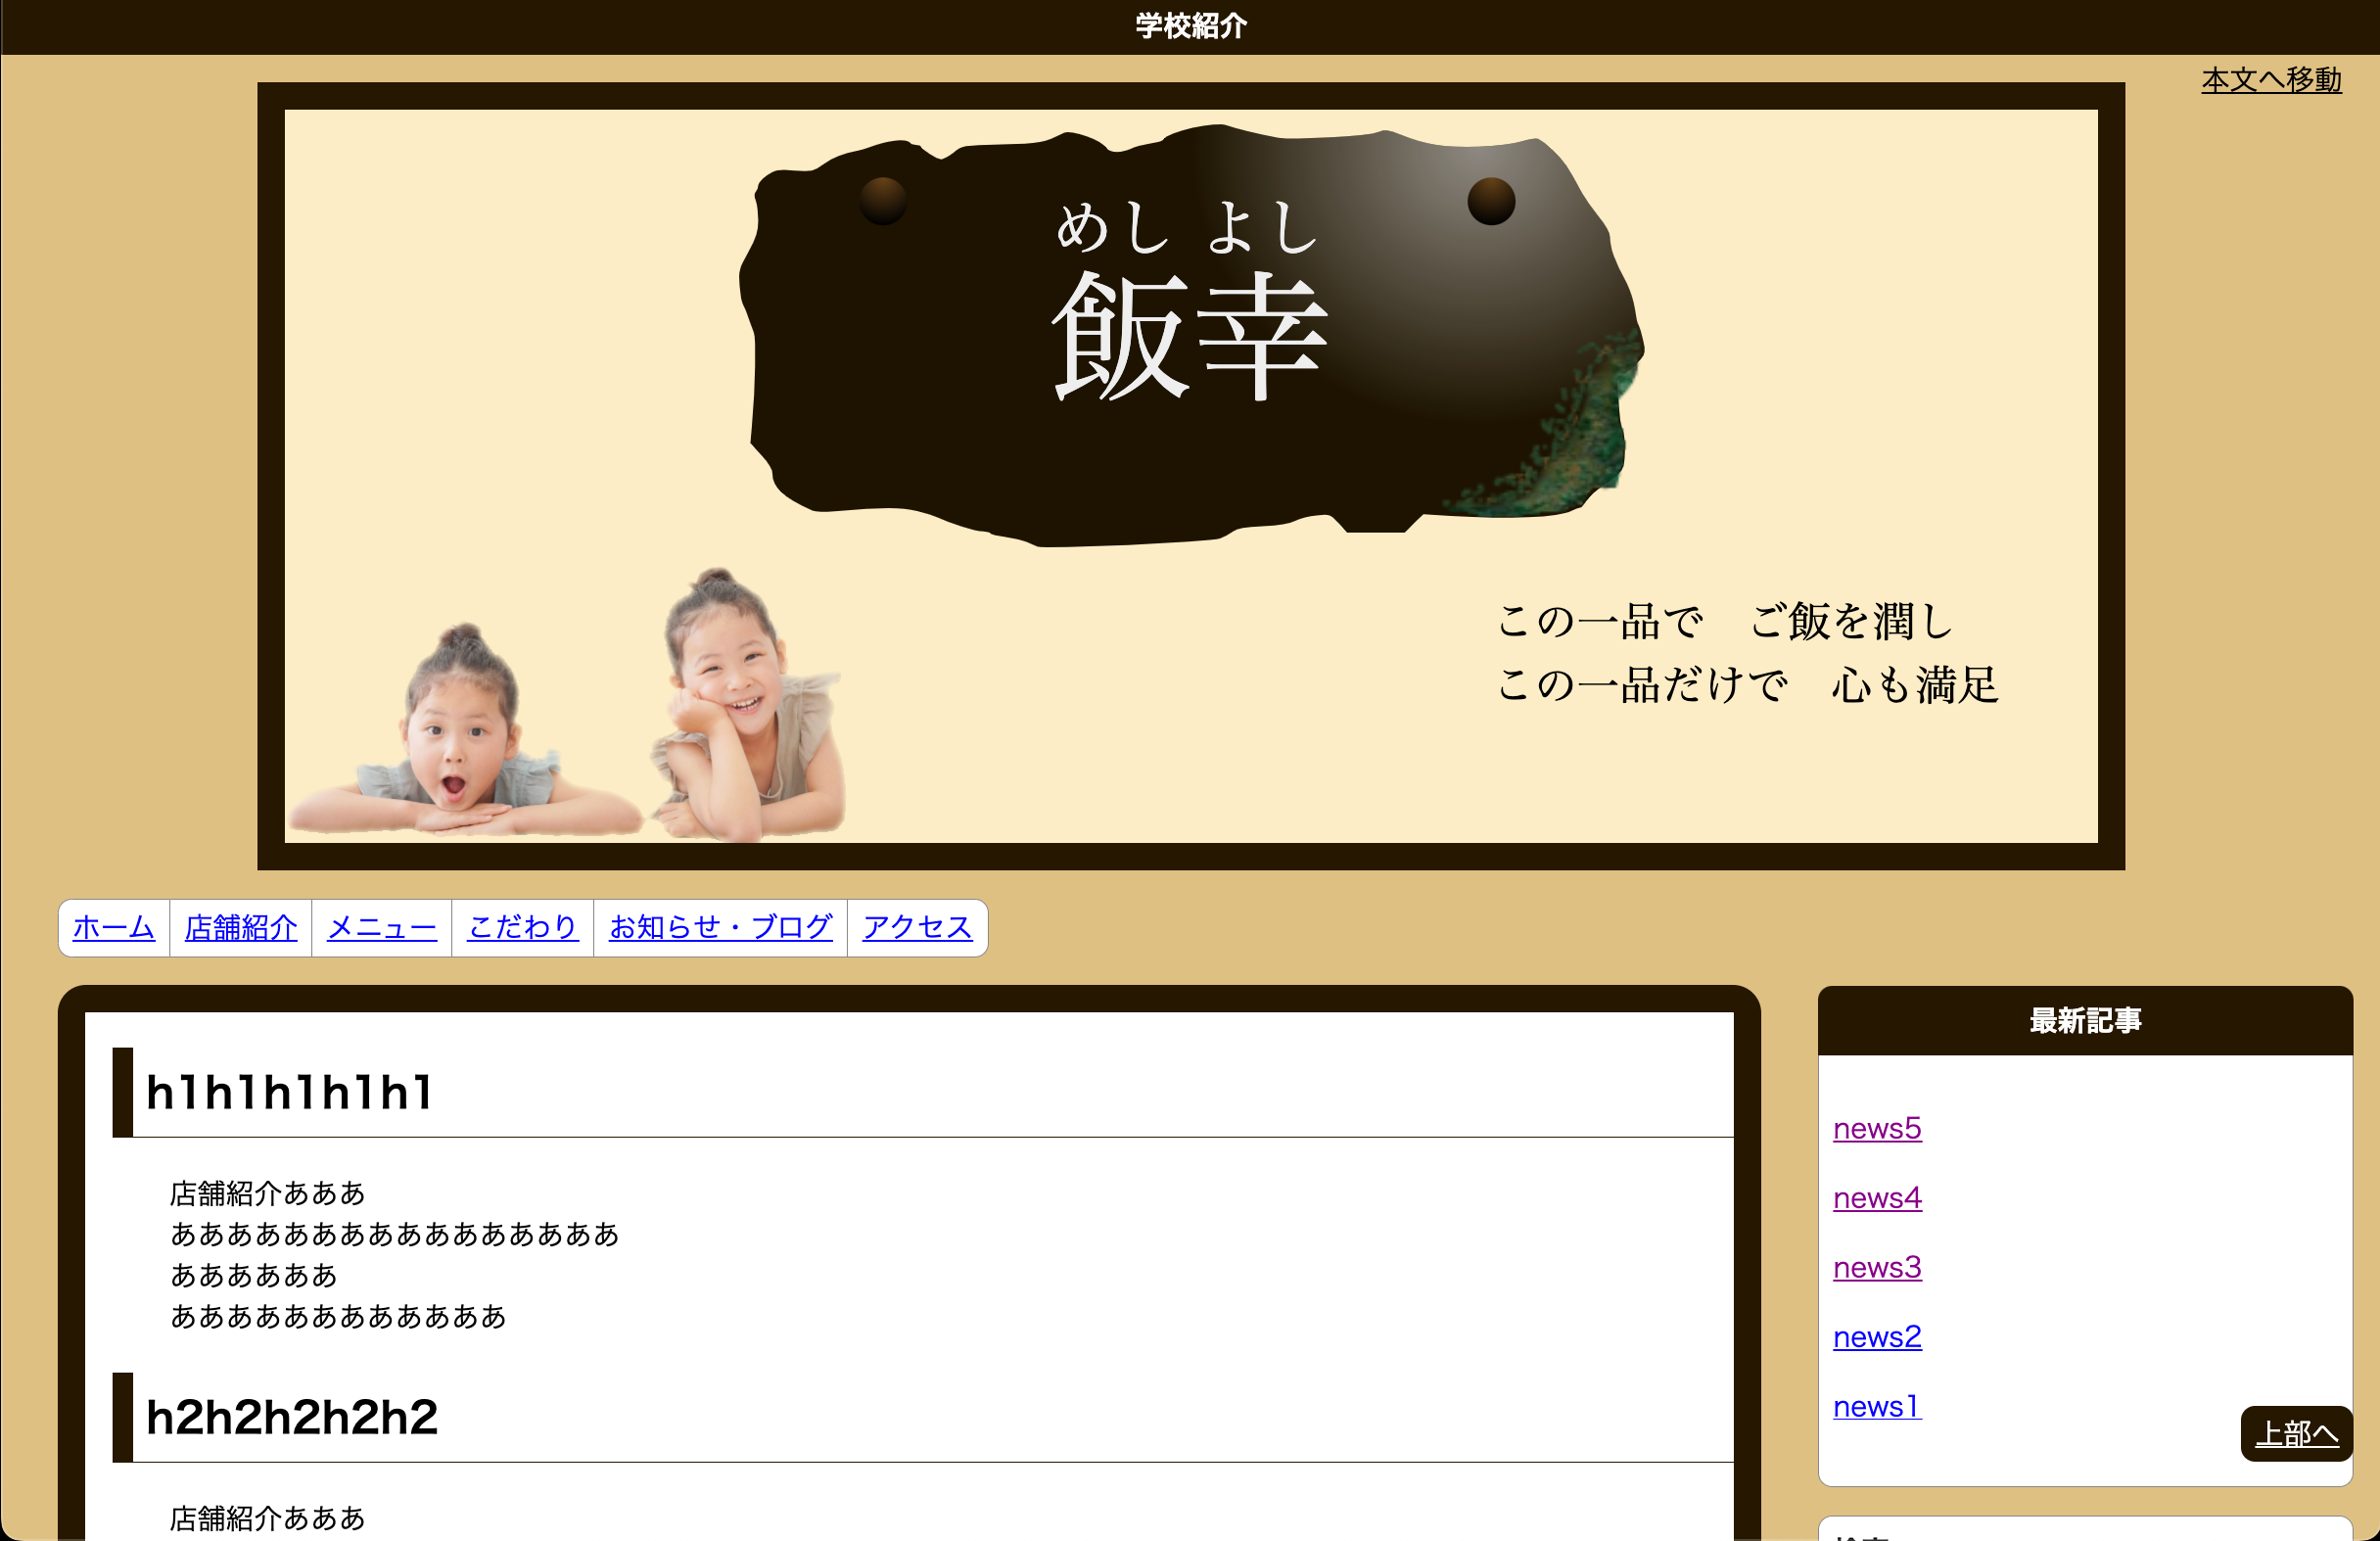 学校紹介
本文へ移動
めし よし
飯幸
この一品で　ご飯を潤し
この一品だけで　心も満足
ホーム 店舗紹介 メニュー こだわり お知らせ・ブログ アクセス
h1h1h1h1h1
店舗紹介あああ
ああああああああああああああああ
ああああああ
ああああああああああああ
h2h2h2h2h2
店舗紹介あああ
最新記事
news5
news4
news3
news2
news1
上部へ